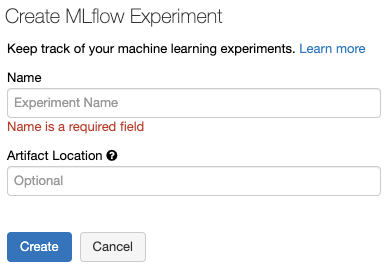 Create MLflow Experiment
Keep track of your machine learning experiments. Learn more
Name
Experiment Name
Name is a required field
Artifact Location ?
Optional
Create Cancel